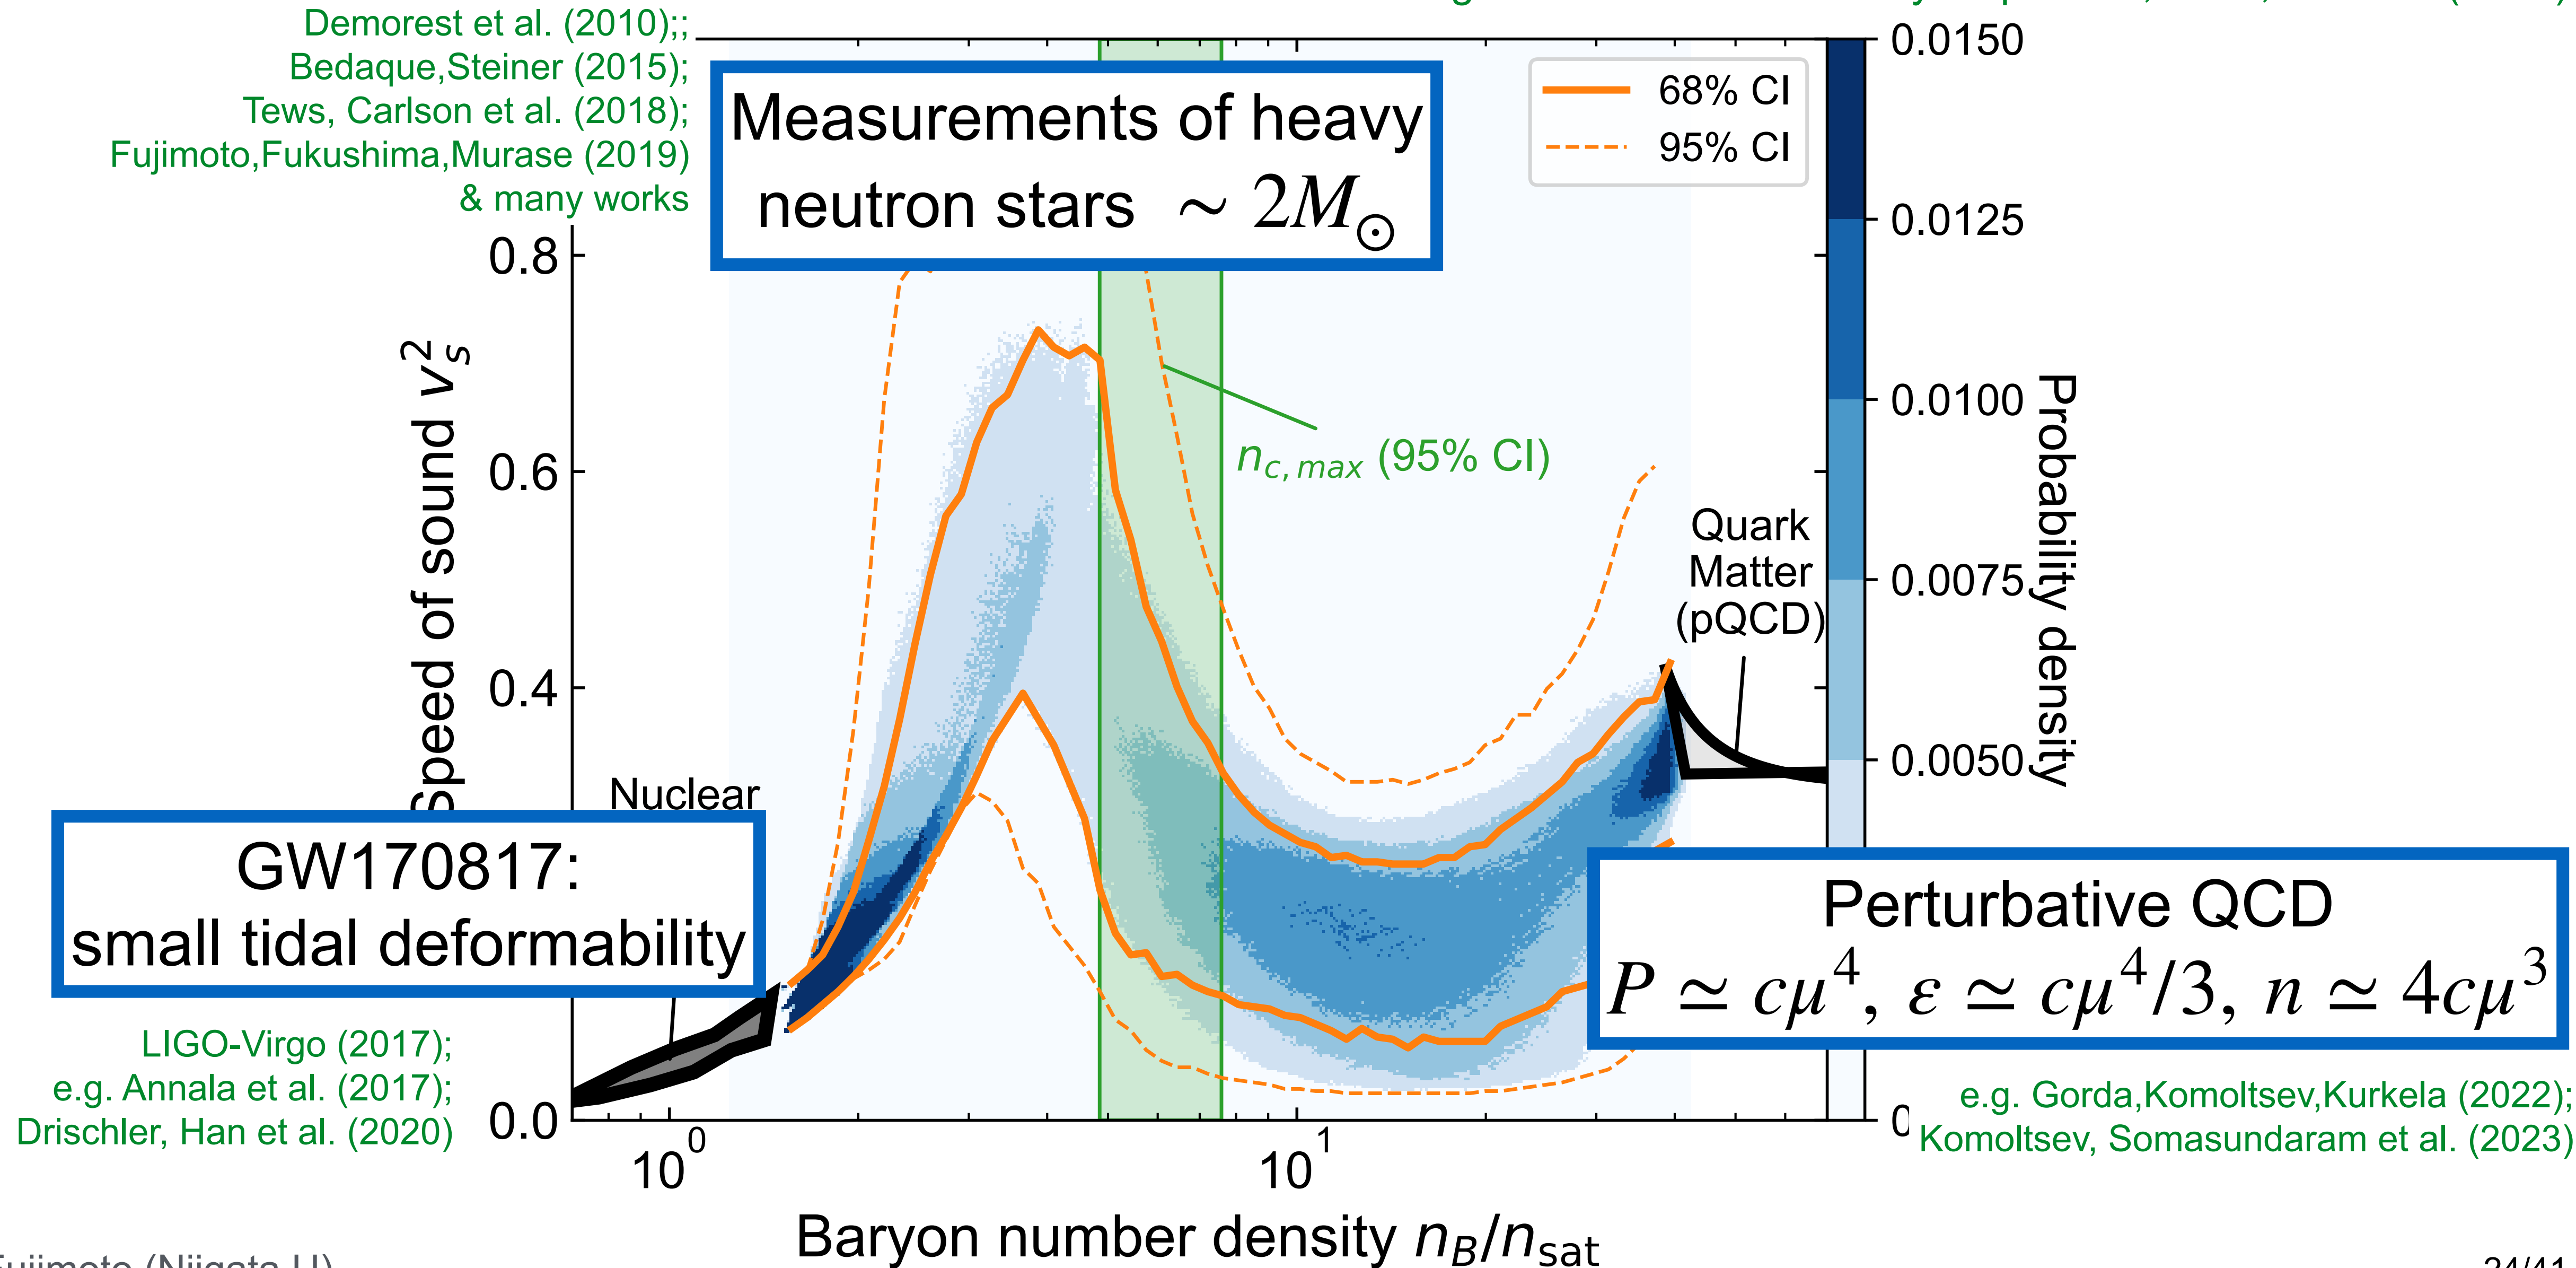 Demorest et al. (2010);;
Bedaque,Steiner (2015);
Tews, Carlson et al. (2018);
Fujimoto,Fukushima,Murase (2019)
& many works
Measurements of heavy
neutron stars ~ 2M⊙
68% CI
95% CI
0.0150
0.0125
0.0100
0.0075
0.0050
0
Probability density
0.8
0.6
0.4
0.0
Speed of sound v_s^2
n_{c, max} (95% CI)
Quark
Matter
(pQCD)
Nuclear
GW170817:
small tidal deformability
LIGO-Virgo (2017);
e.g. Annala et al. (2017);
Drischler, Han et al. (2020)
Perturbative QCD
P ≃ cμ^4, ε ≃ cμ^4/3, n ≃ 4cμ^3
e.g. Gorda,Komoltsev,Kurkela (2022);
Komoltsev, Somasundaram et al. (2023)
10^0
10^1
Baryon number density n_B/n_sat
Fujimoto (Niigata U)
24/41